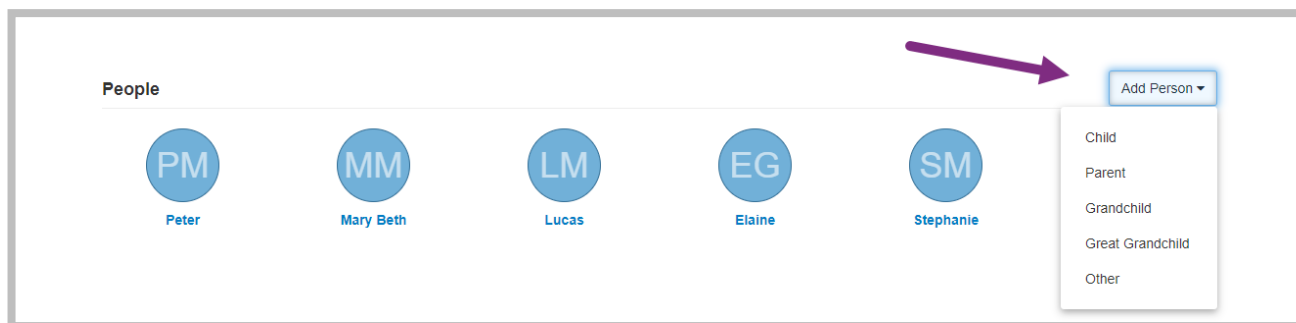 People
Add Person
PM
MM
LM
EG
SM
Peter
Mary Beth
Lucas
Elaine
Stephanie
Child
Parent
Grandchild
Great Grandchild
Other